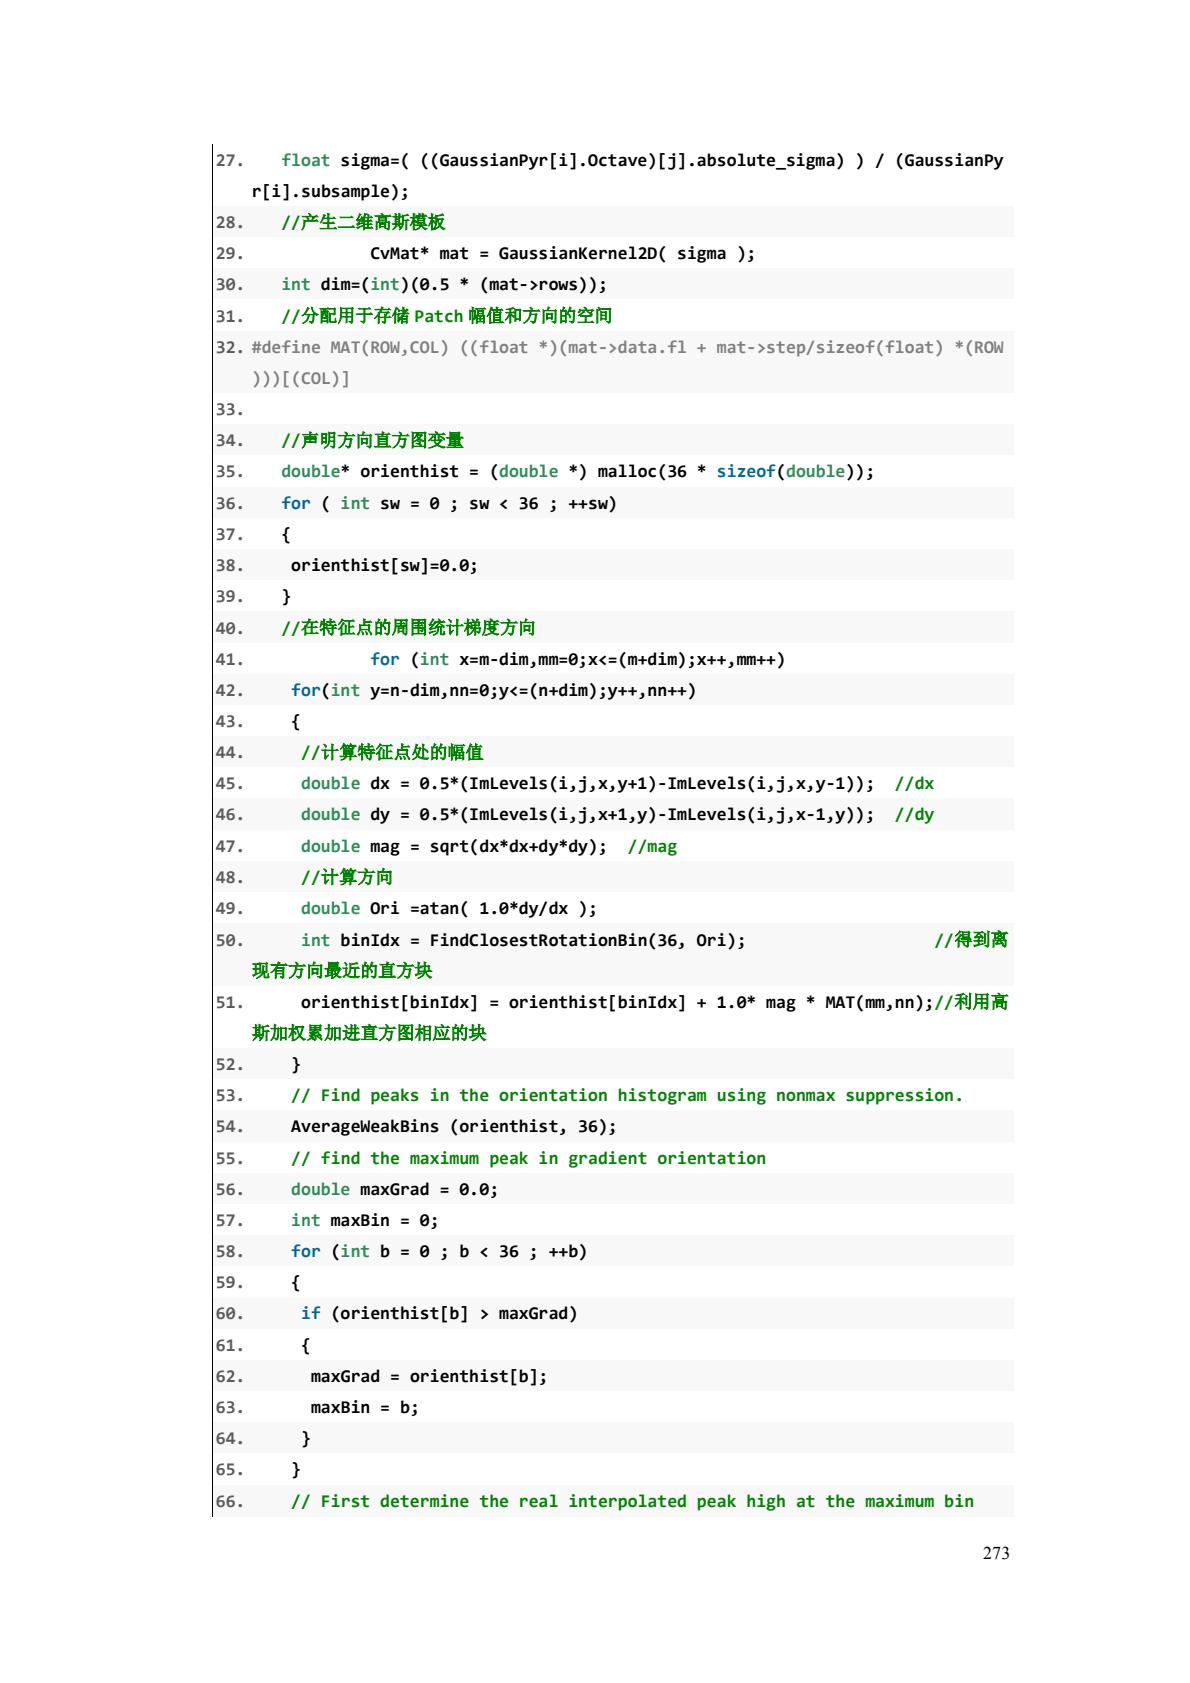 27. float sigma=( ((GaussianPyr[i].Octave)[j].absolute_sigma) ) / (GaussianPy
r[i].subsample);
28. //产生二维高斯模板
29. CvMat* mat = GaussianKernel2D( sigma );
30. int dim=(int)(0.5 * (mat->rows));
31. //分配用于存储 Patch 幅值和方向的空间
32. #define MAT(ROW,COL) ((float *)(mat->data.fl + mat->step/sizeof(float) *(ROW
)))[(COL)]
33.
34. //声明方向直方图变量
35. double* orienthist = (double *) malloc(36 * sizeof(double));
36. for ( int sw = 0 ; sw < 36 ; ++sw)
37. {
38. orienthist[sw]=0.0;
39. }
40. //在特征点的周围统计梯度方向
41. for (int x=m-dim,mm=0;x<=(m+dim);x++,mm++)
42. for(int y=n-dim,nn=0;y<=(n+dim);y++,nn++)
43. {
44. //计算特征点处的幅值
45. double dx = 0.5*(ImLevels(i,j,x,y+1)-ImLevels(i,j,x,y-1)); //dx
46. double dy = 0.5*(ImLevels(i,j,x+1,y)-ImLevels(i,j,x-1,y)); //dy
47. double mag = sqrt(dx*dx+dy*dy); //mag
48. //计算方向
49. double Ori =atan( 1.0*dy/dx );
50. int binIdx = FindClosestRotationBin(36, Ori); //得到离
现有方向最近的直方块
51. orienthist[binIdx] = orienthist[binIdx] + 1.0* mag * MAT(mm,nn);//利用高
斯加权累加进直方图相应的块
52. }
53. // Find peaks in the orientation histogram using nonmax suppression.
54. AverageWeakBins (orienthist, 36);
55. // find the maximum peak in gradient orientation
56. double maxGrad = 0.0;
57. int maxBin = 0;
58. for (int b = 0 ; b < 36 ; ++b)
59. {
60. if (orienthist[b] > maxGrad)
61. {
62. maxGrad = orienthist[b];
63. maxBin = b;
64. }
65. }
66. // First determine the real interpolated peak high at the maximum bin
273